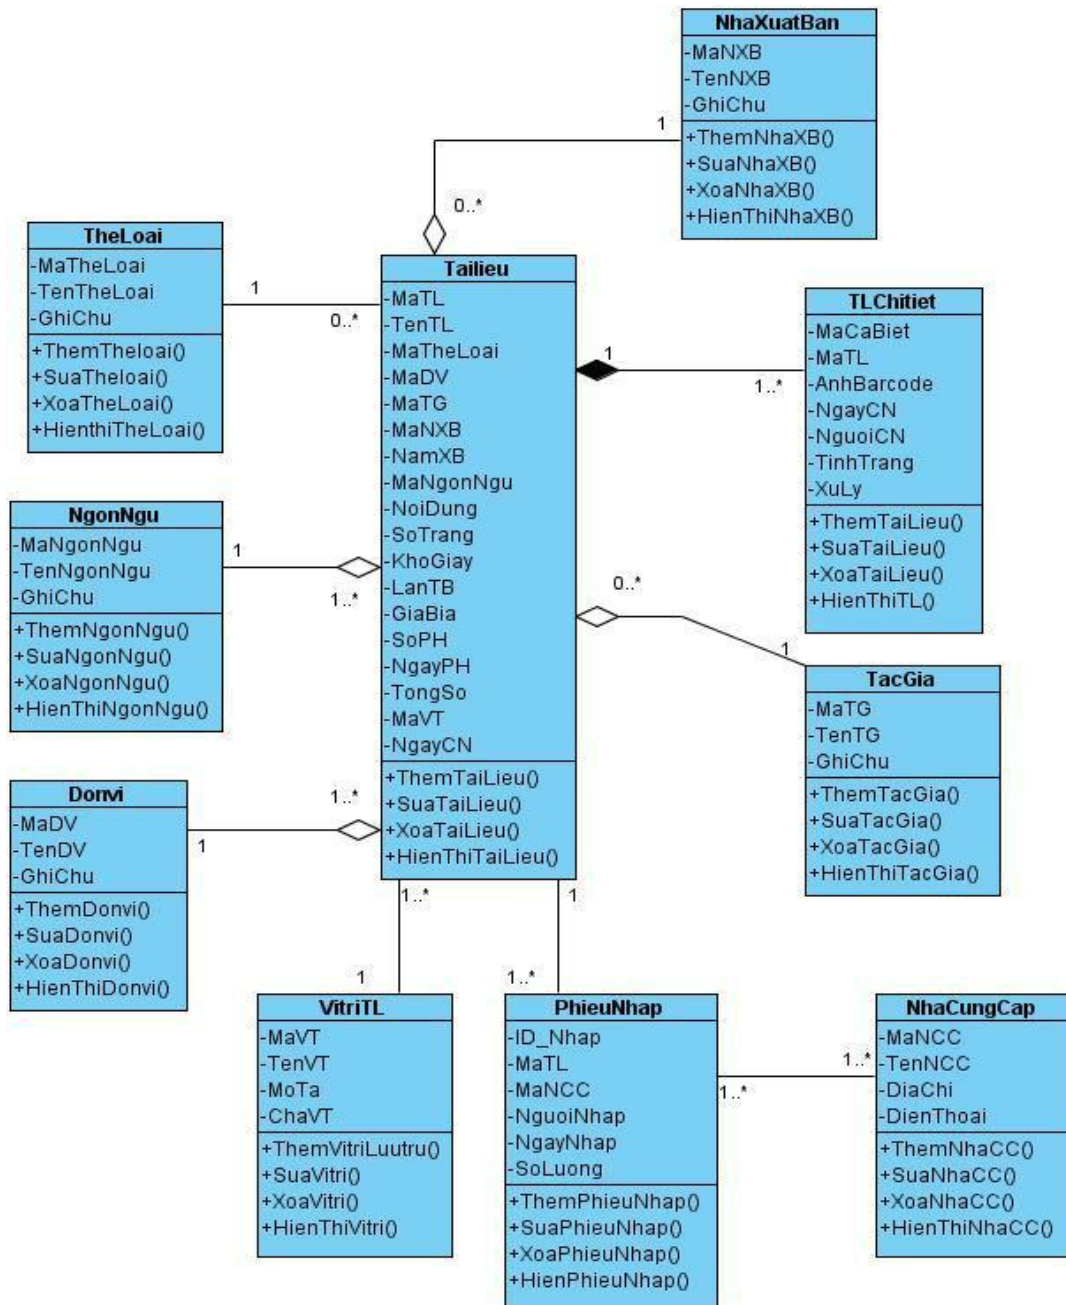 NhaXuatBan
-MaNXB
-TenNXB
-GhiChu
+ThemNhaXB()
+SuaNhaXB()
+XoaNhaXB()
+HienThiNhaXB()
1
0..*
TheLoai
-MaTheLoai
-TenTheLoai
-GhiChu
+ThemTheloai()
+SuaTheloai()
+XoaTheLoai()
+HienthiTheLoai()
1
0..*
Tailieu
-MaTL
-TenTL
-MaTheLoai
-MaDV
-MaTG
-MaNXB
-NamXB
-MaNgonNgu
-NoiDung
-SoTrang
-KhoGiay
-LanTB
-GiaBia
-SoPH
-NgayPH
-TongSo
-MaVT
-NgayCN
+ThemTaiLieu()
+SuaTaiLieu()
+XoaTaiLieu()
+HienThiTaiLieu()
1
1..*
TLChitiet
-MaCaBiet
-MaTL
-AnhBarcode
-NgayCN
-NguoiCN
-TinhTrang
-XuLy
+ThemTaiLieu()
+SuaTaiLieu()
+XoaTaiLieu()
+HienThiTL()
NgonNgu
-MaNgonNgu
-TenNgonNgu
-GhiChu
+ThemNgonNgu()
+SuaNgonNgu()
+XoaNgonNgu()
+HienThiNgonNgu()
1
1..*
0..*
1
TacGia
-MaTG
-TenTG
-GhiChu
+ThemTacGia()
+SuaTacGia()
+XoaTacGia()
+HienThiTacGia()
Donvi
-MaDV
-TenDV
-GhiChu
+ThemDonvi()
+SuaDonvi()
+XoaDonvi()
+HienThiDonvi()
1..*
1
1..*
1
1
1..*
VitriTL
-MaVT
-TenVT
-MoTa
-ChaVT
+ThemVitriLuutru()
+SuaVitri()
+XoaVitri()
+HienThiVitri()
PhieuNhap
-ID_Nhap
-MaTL
-MaNCC
-NguoiNhap
-NgayNhap
-SoLuong
+ThemPhieuNhap()
+SuaPhieuNhap()
+XoaPhieuNhap()
+HienPhieuNhap()
1..*
1..*
NhaCungCap
-MaNCC
-TenNCC
-DiaChi
-DienThoai
+ThemNhaCC()
+SuaNhaCC()
+XoaNhaCC()
+HienThiNhaCC()